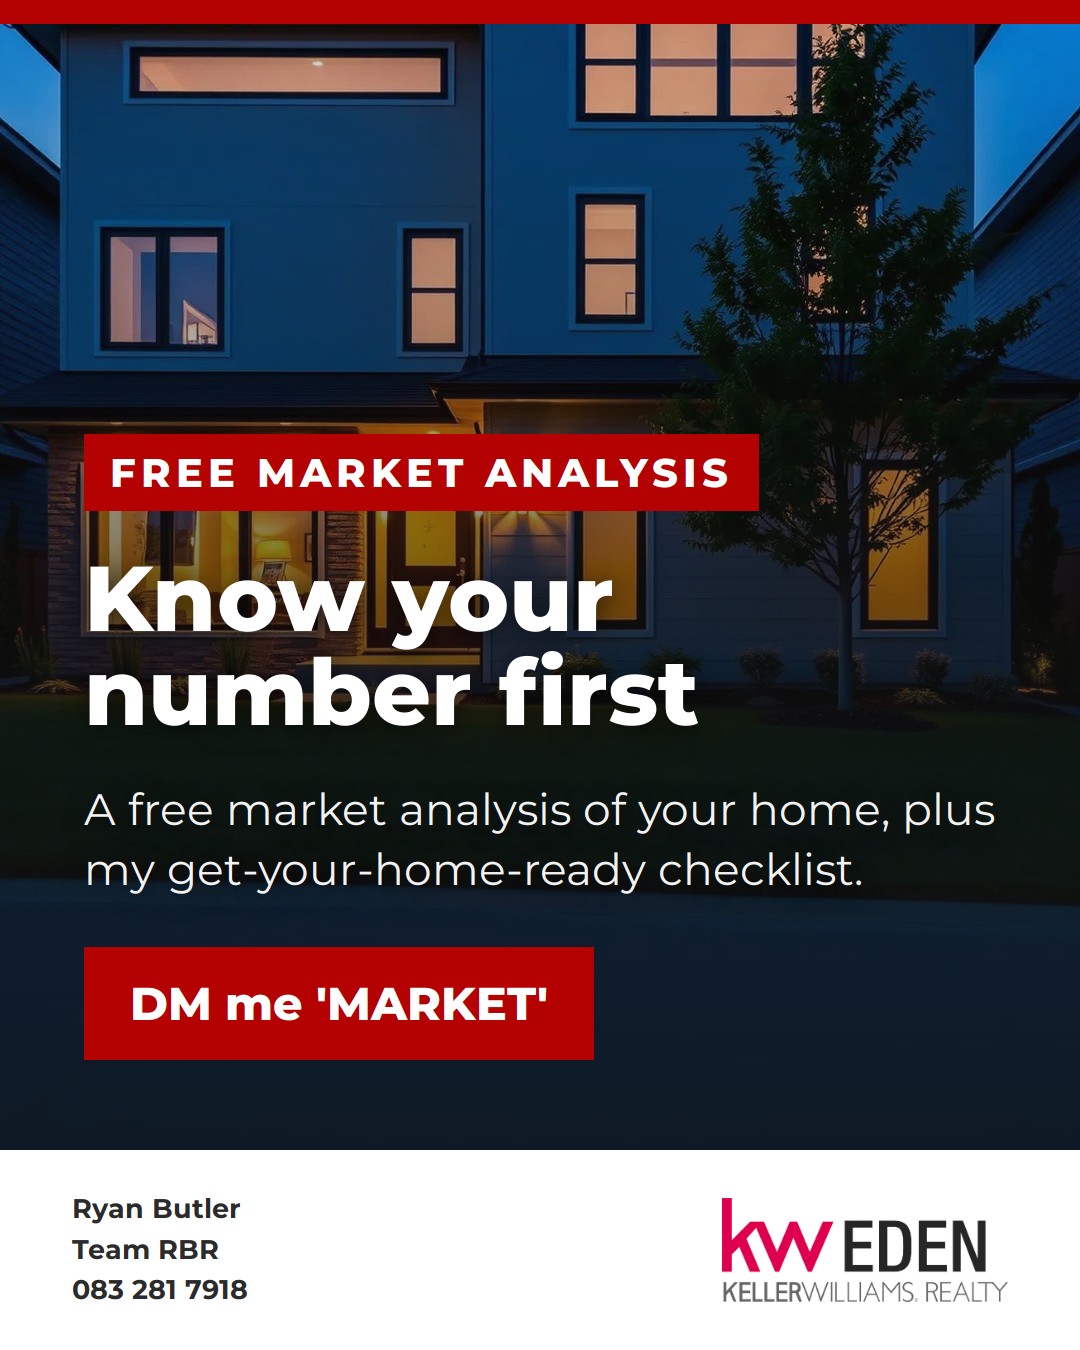 FREE MARKET ANALYSIS
Know your
number first
A free market analysis of your home, plus
my get-your-home-ready checklist.
DM me 'MARKET'
Ryan Butler
Team RBR
083 281 7918
kw EDEN
KELLERWILLIAMS. REALTY